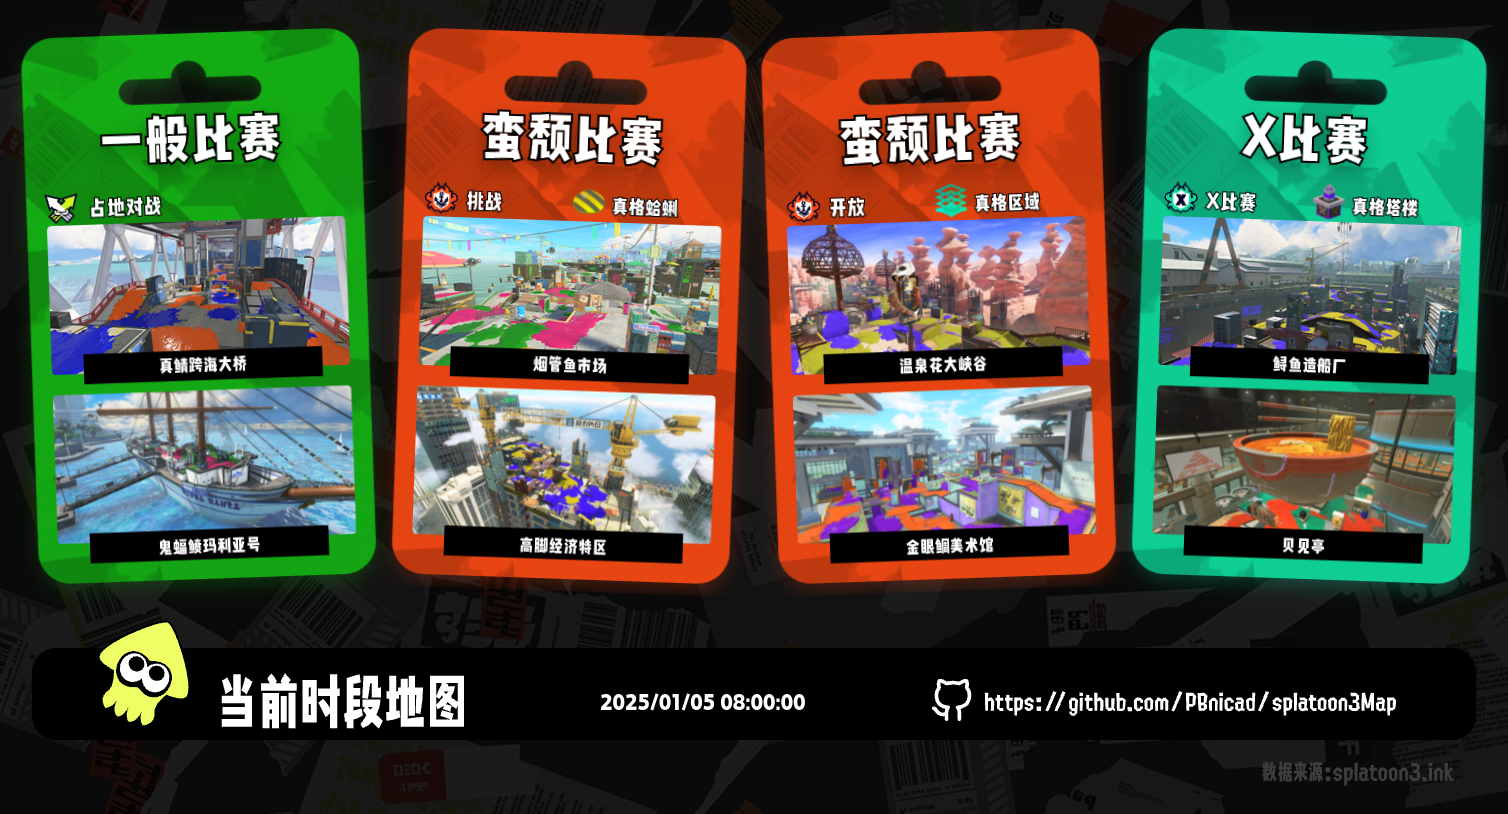 一般比赛
占地对战
真鲷跨海大桥
鬼蝠鲼玛利亚号
蛮颓比赛
挑战
真格蛤蜊
烟管鱼市场
高脚经济特区
蛮颓比赛
开放
真格区域
温泉花大峡谷
金眼鲷美术馆
X比赛
X比赛
真格塔楼
鲟鱼造船厂
贝见亭
当前时段地图
2025/01/05 08:00:00
https://github.com/PBnicad/splatoon3Map
数据来源:splatoon3.ink